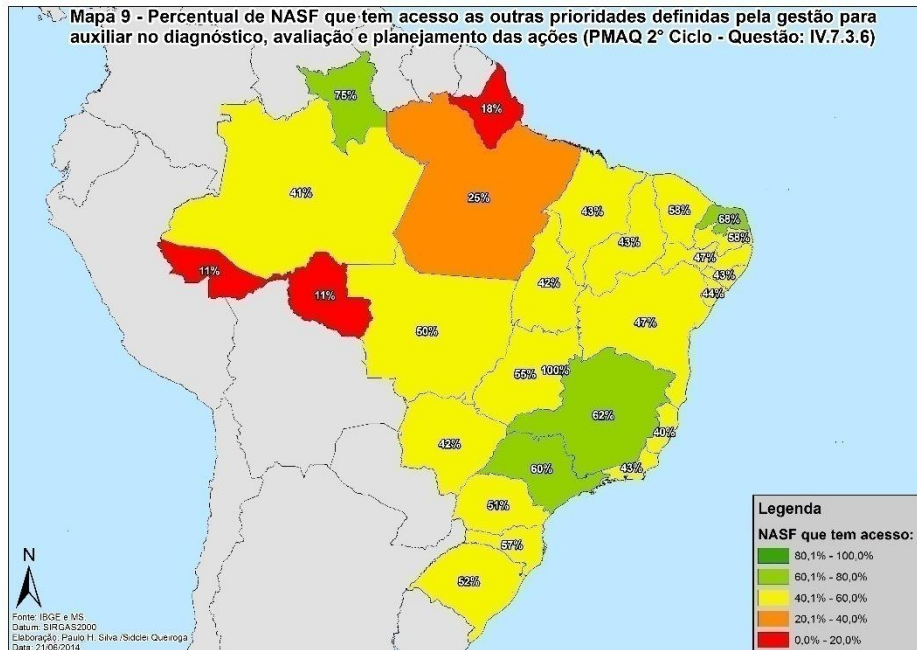 Mapa 9 - Percentual de NASF que tem acesso as outras prioridades definidas pela gestão para
auxiliar no diagnóstico, avaliação e planejamento das ações (PMAQ 2° Ciclo - Questão: IV.7.3.6)
75%
18%
41%
25%
43%
58%
68%
58%
43%
47%
43%
44%
11%
11%
42%
47%
50%
55%
100%
62%
42%
40%
60%
43%
51%
57%
52%
N
Fonte: IBGE e MS
Datum: SIRGAS2000
Elaboração: Paulo H. Silva /Sidclei Queiroga
Data: 21/06/2014
Legenda
NASF que tem acesso:
80,1% - 100,0%
60,1% - 80,0%
40,1% - 60,0%
20,1% - 40,0%
0,0% - 20,0%